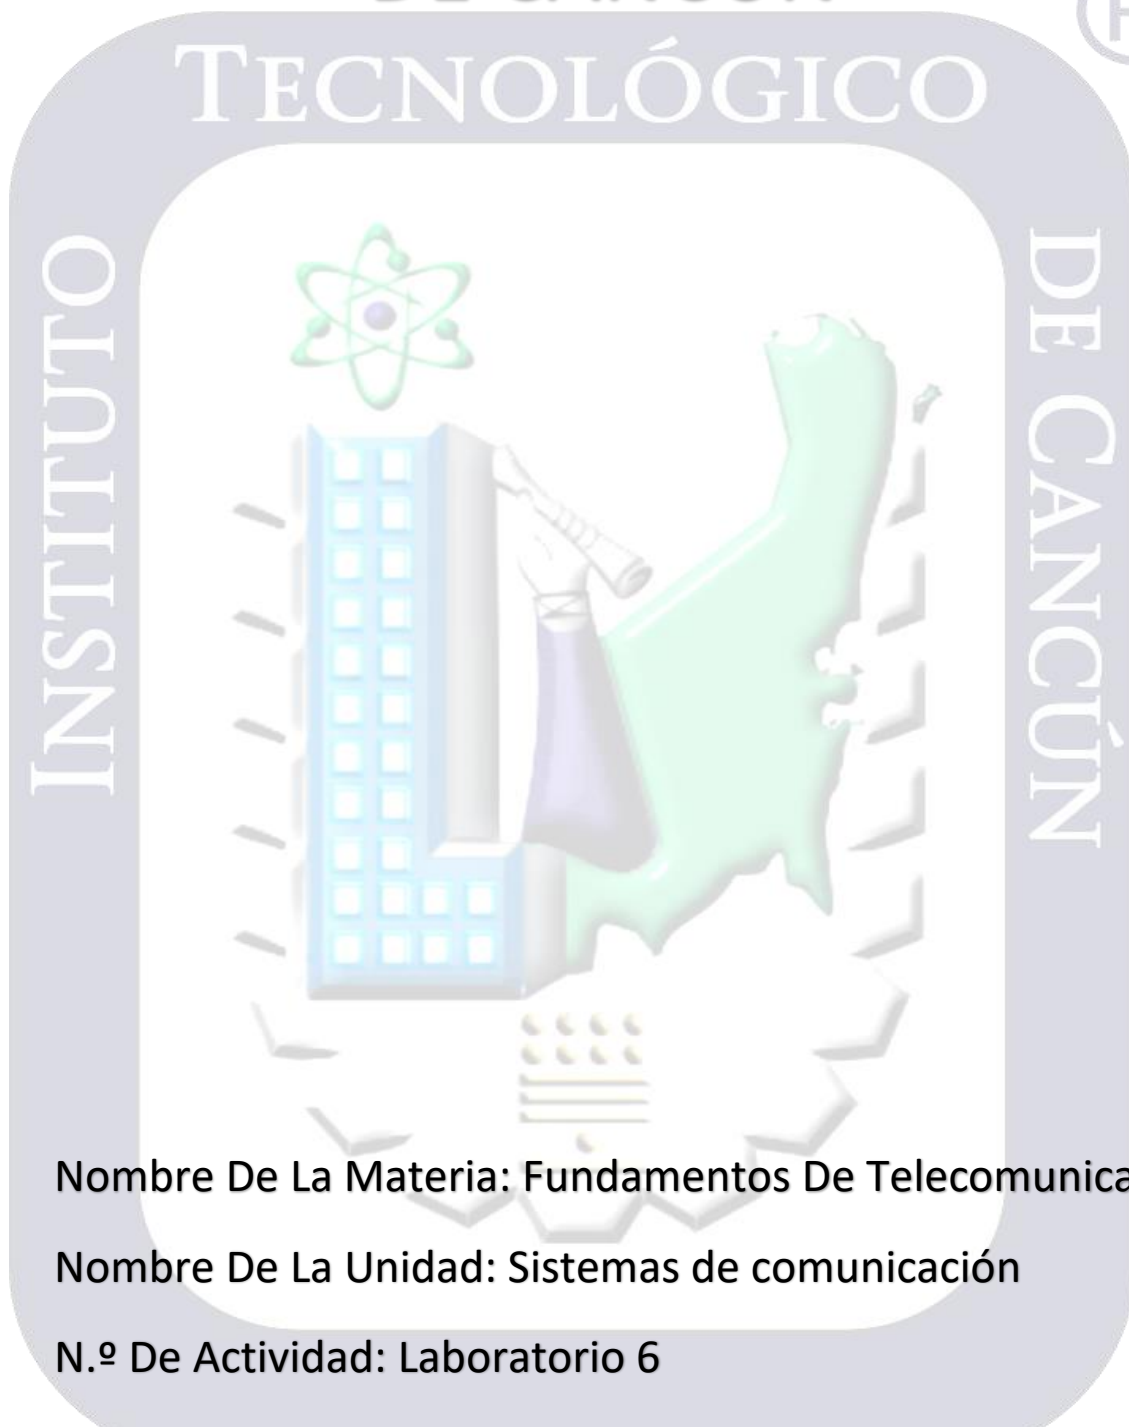 TECNOLÓGICO
INSTITUTO
DE CANCÚN
Nombre De La Materia: Fundamentos De Telecomunica
Nombre De La Unidad: Sistemas de comunicación
N.º De Actividad: Laboratorio 6